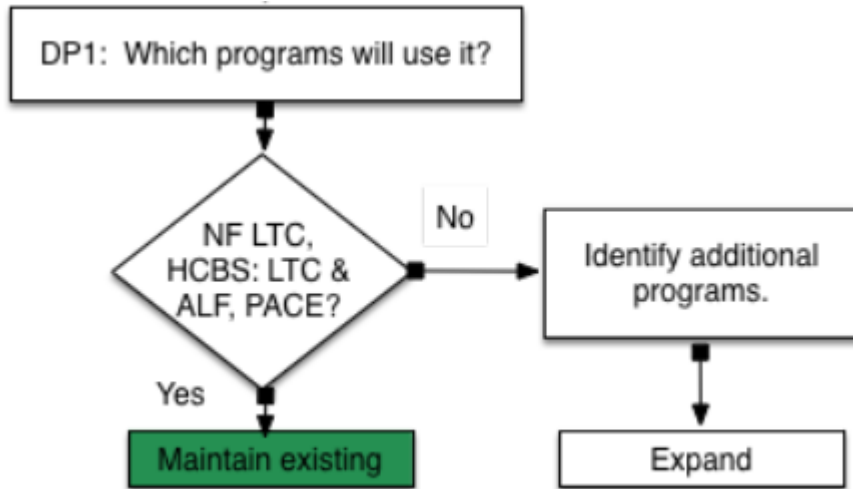 DP1: Which programs will use it?
NF LTC,
HCBS: LTC &
ALF, PACE?
No
Identify additional
programs.
Yes
Maintain existing
Expand